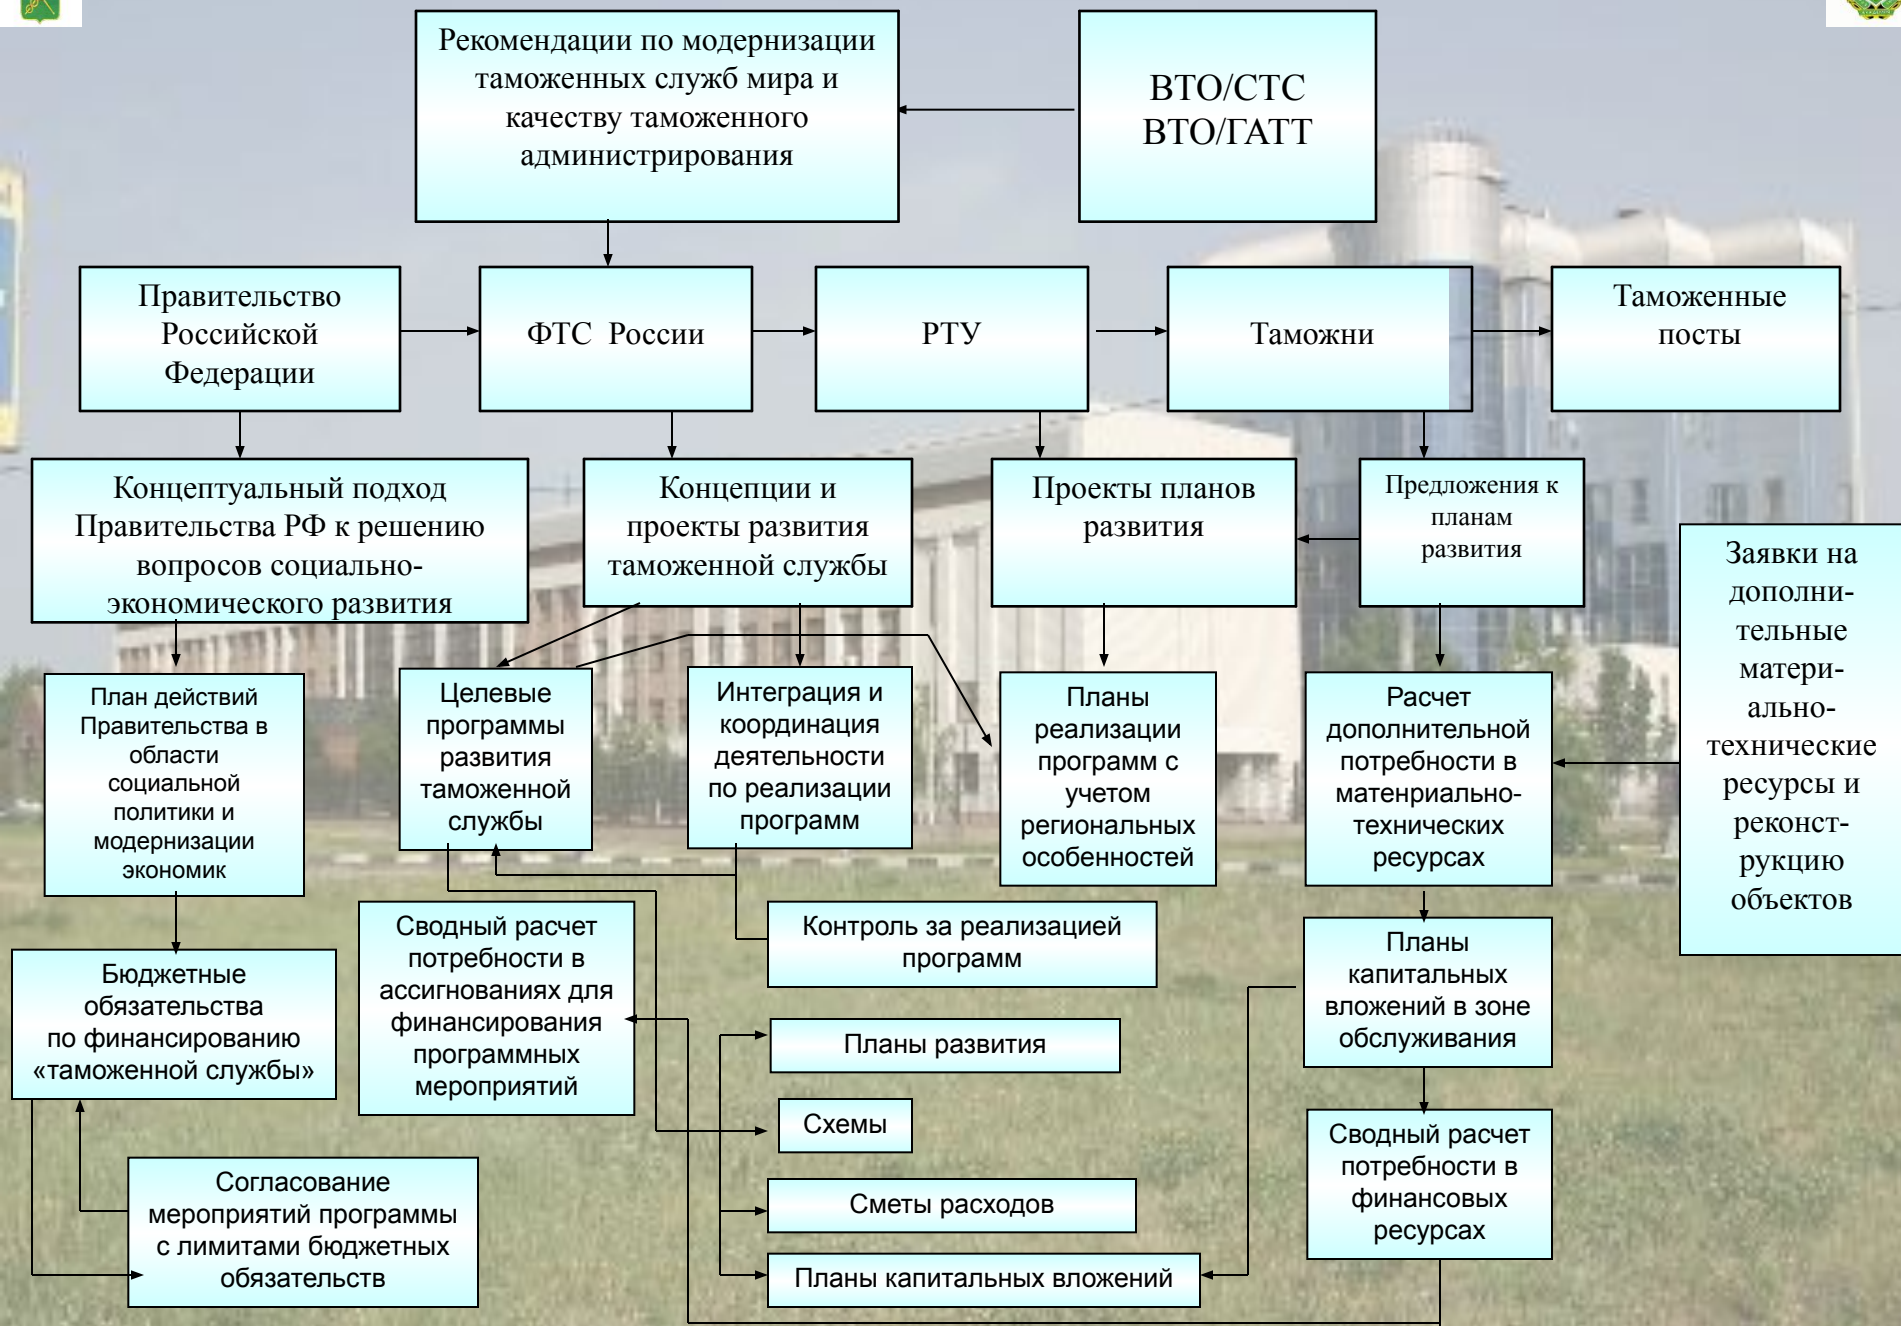 Рекомендации по модернизации
таможенных служб мира и
качеству таможенного
администрирования
ВТО/СТС
ВТО/ГАТТ
Правительство
Российской
Федерации
ФТС России
РТУ
Таможни
Таможенные
посты
Концептуальный подход
Правительства РФ к решению
вопросов социально-
экономического развития
Концепции и
проекты развития
таможенной службы
Проекты планов
развития
Предложения к
планам
развития
Заявки на
дополни-
тельные
матери-
ально-
технические
ресурсы и
реконст-
рукцию
объектов
План действий
Правительства в
области
социальной
политики и
модернизации
экономик
Целевые
программы
развития
таможенной
службы
Интеграция и
координация
деятельности
по реализации
программ
Планы
реализации
программ с
учетом
региональных
особенностей
Расчет
дополнительной
потребности в
матенриально-
технических
ресурсах
Сводный расчет
потребности в
ассигнованиях для
финансирования
программных
мероприятий
Контроль за реализацией
программ
Планы
капитальных
вложений в зоне
обслуживания
Бюджетные
обязательства
по финансированию
«таможенной службы»
Планы развития
Схемы
Сметы расходов
Планы капитальных вложений
Сводный расчет
потребности в
финансовых
ресурсах
Согласование
мероприятий программы
с лимитами бюджетных
обязательств